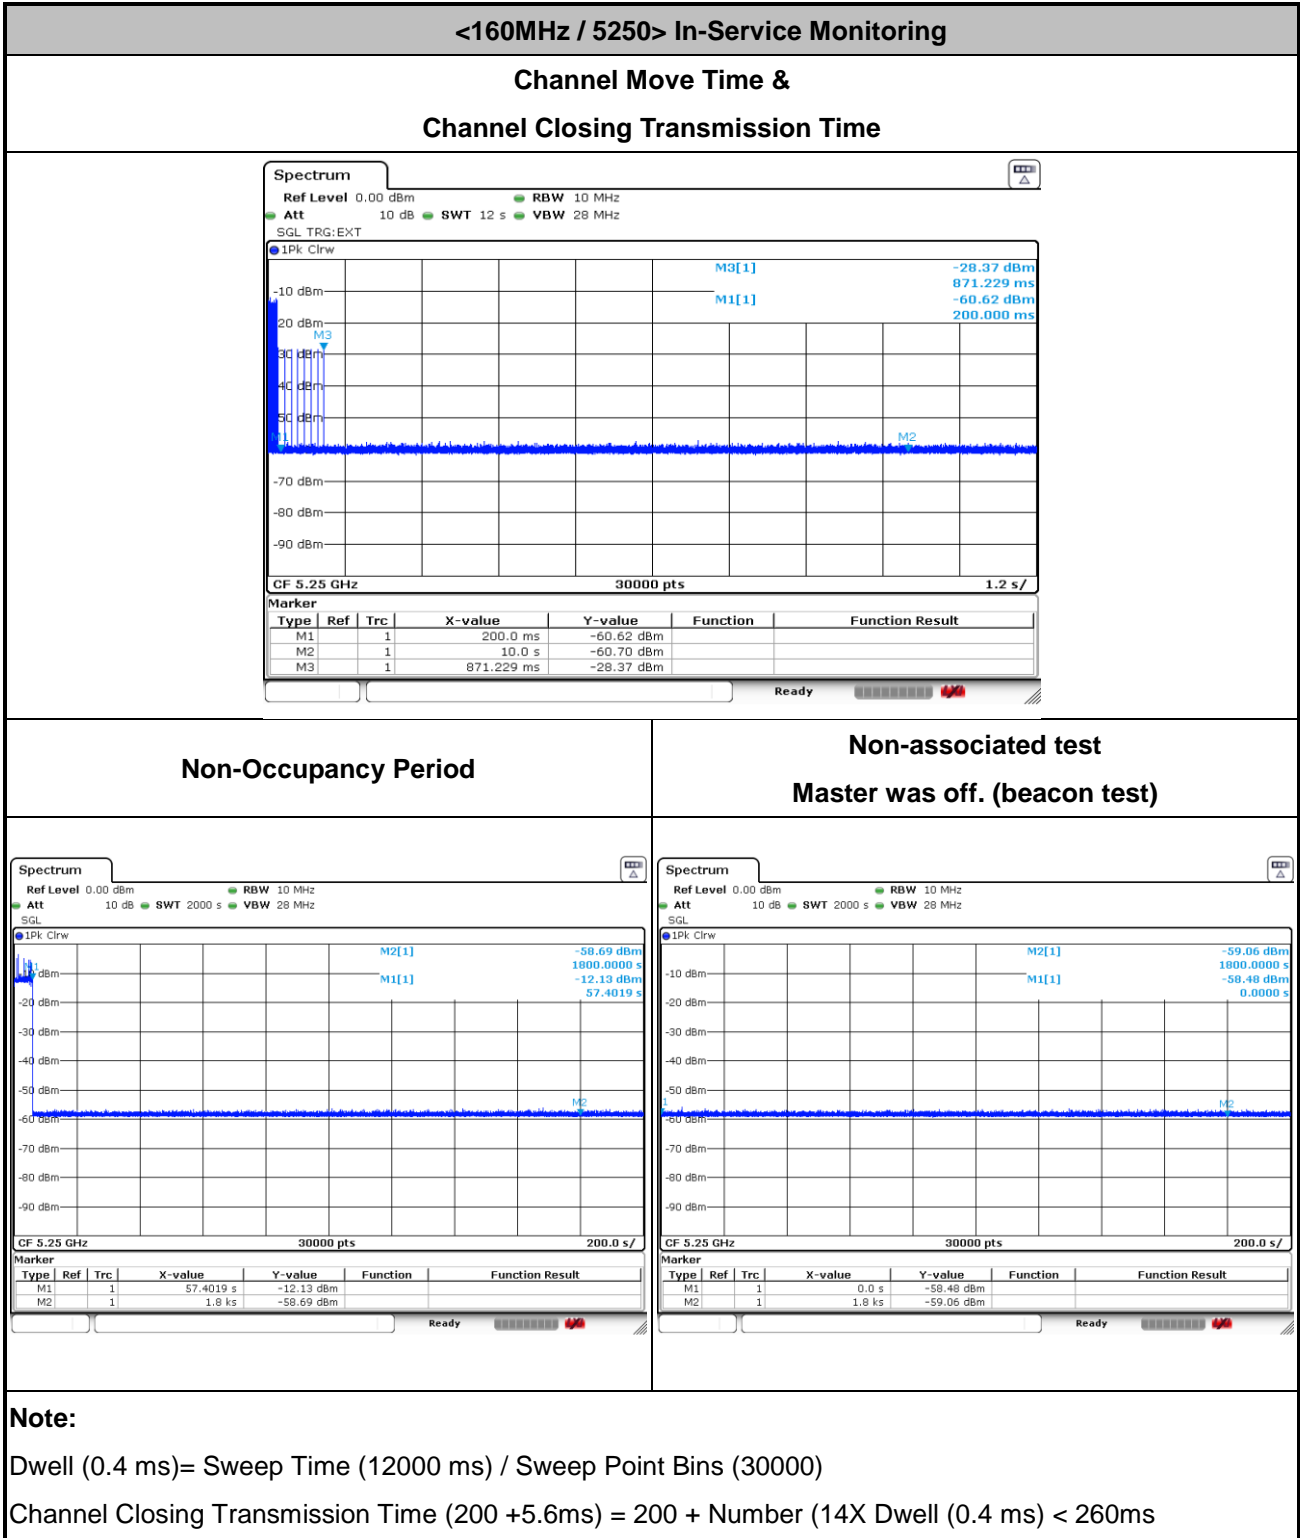 <160MHz / 5250> In-Service Monitoring
Channel Move Time &
Channel Closing Transmission Time
Spectrum
Ref Level 0.00 dBm RBW 10 MHz
Att 10 dB SWT 12 s VBW 28 MHz
SGL TRG:EXT
1Pk Clrw
M3[1] -28.37 dBm
871.229 ms
-10 dBm
M1[1] -60.62 dBm
200.000 ms
20 dBm
M3
30 dBm
40 dBm
50 dBm
M1 M2
-70 dBm
-80 dBm
-90 dBm
CF 5.25 GHz 30000 pts 1.2 s/
Marker
Type Ref Trc X-value Y-value Function Function Result
M1 1 200.0 ms -60.62 dBm
M2 1 10.0 s -60.70 dBm
M3 1 871.229 ms -28.37 dBm
Ready
Non-Occupancy Period
Non-associated test
Master was off. (beacon test)
Spectrum
Ref Level 0.00 dBm RBW 10 MHz
Att 10 dB SWT 2000 s VBW 28 MHz
SGL
1Pk Clrw
M2[1] -58.69 dBm
1800.0000 s
M1[1] -12.13 dBm
57.4019 s
1
dBm
-20 dBm
-30 dBm
-40 dBm
-50 dBm
M2
-60 dBm
-70 dBm
-80 dBm
-90 dBm
CF 5.25 GHz 30000 pts 200.0 s/
Marker
Type Ref Trc X-value Y-value Function Function Result
M1 1 57.4019 s -12.13 dBm
M2 1 1.8 ks -58.69 dBm
Ready
Spectrum
Ref Level 0.00 dBm RBW 10 MHz
Att 10 dB SWT 2000 s VBW 28 MHz
SGL
1Pk Clrw
M2[1] -59.06 dBm
1800.0000 s
-10 dBm
M1[1] -58.48 dBm
0.0000 s
-20 dBm
-30 dBm
-40 dBm
-50 dBm
1 M2
-60 dBm
-70 dBm
-80 dBm
-90 dBm
CF 5.25 GHz 30000 pts 200.0 s/
Marker
Type Ref Trc X-value Y-value Function Function Result
M1 1 0.0 s -58.48 dBm
M2 1 1.8 ks -59.06 dBm
Ready
Note:
Dwell (0.4 ms)= Sweep Time (12000 ms) / Sweep Point Bins (30000)
Channel Closing Transmission Time (200 +5.6ms) = 200 + Number (14X Dwell (0.4 ms) < 260ms